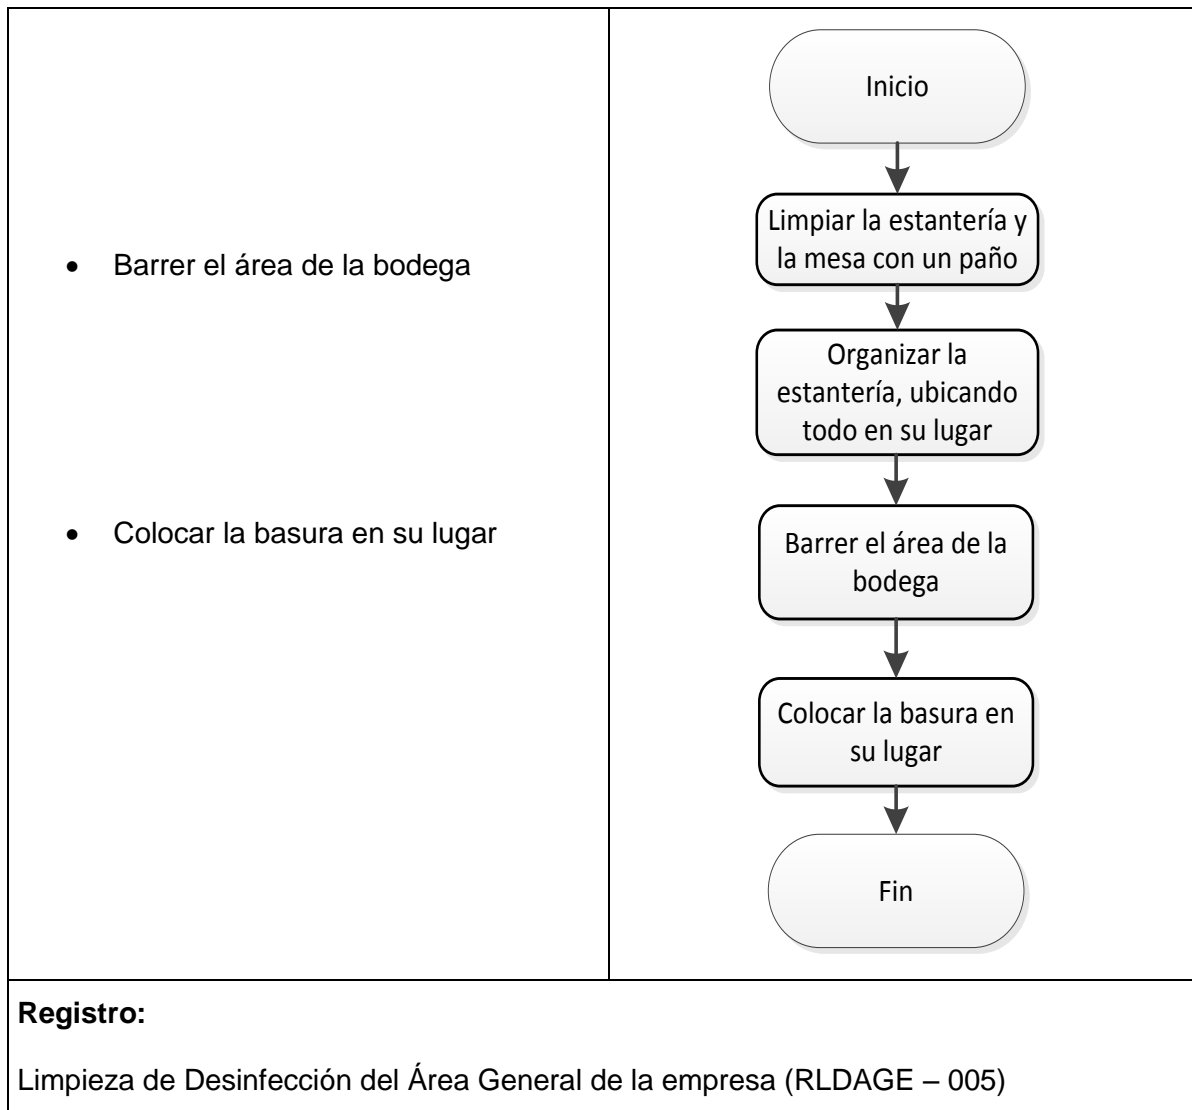 • Barrer el área de la bodega
• Colocar la basura en su lugar
Inicio
Limpiar la estantería y
la mesa con un paño
Organizar la
estantería, ubicando
todo en su lugar
Barrer el área de la
bodega
Colocar la basura en
su lugar
Fin
Registro:
Limpieza de Desinfección del Área General de la empresa (RLDAGE – 005)